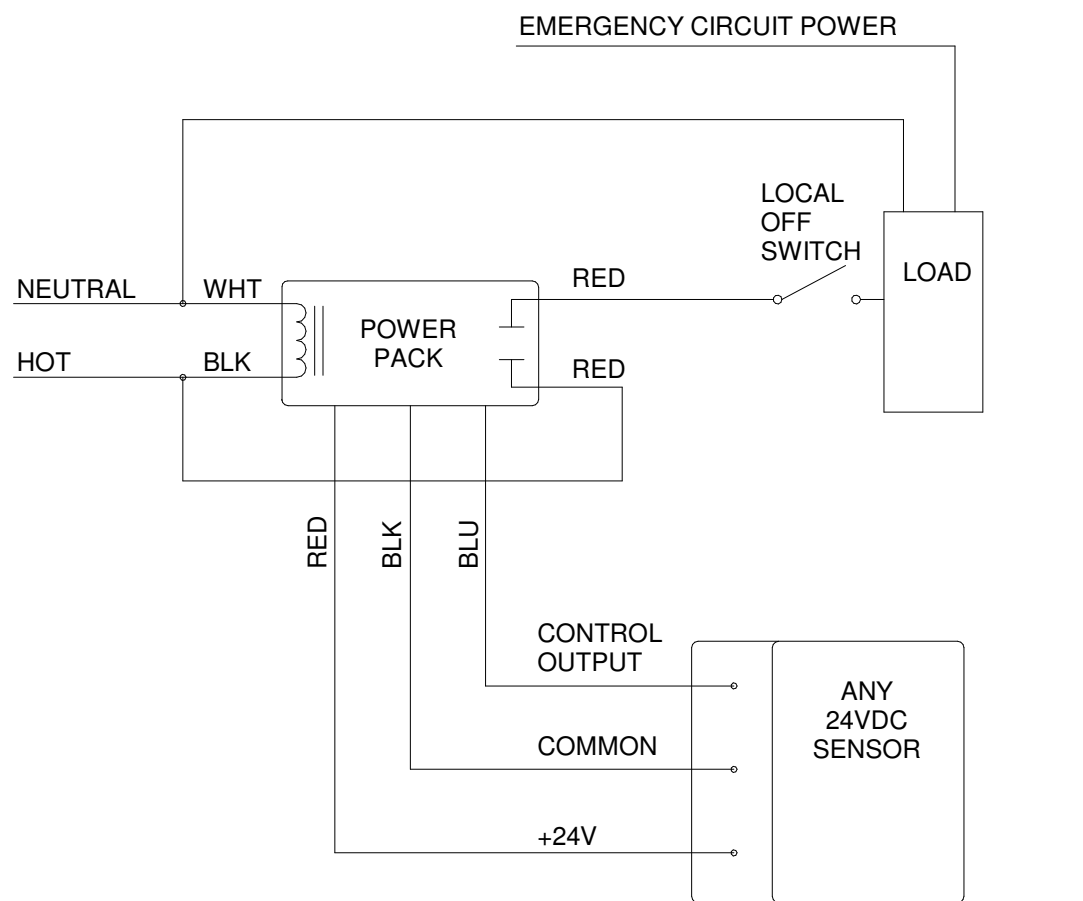 EMERGENCY CIRCUIT POWER
LOCAL
OFF
SWITCH
LOAD
NEUTRAL
WHT
RED
POWER
PACK
HOT
BLK
RED
RED
BLK
BLU
CONTROL
OUTPUT
COMMON
+24V
ANY
24VDC
SENSOR